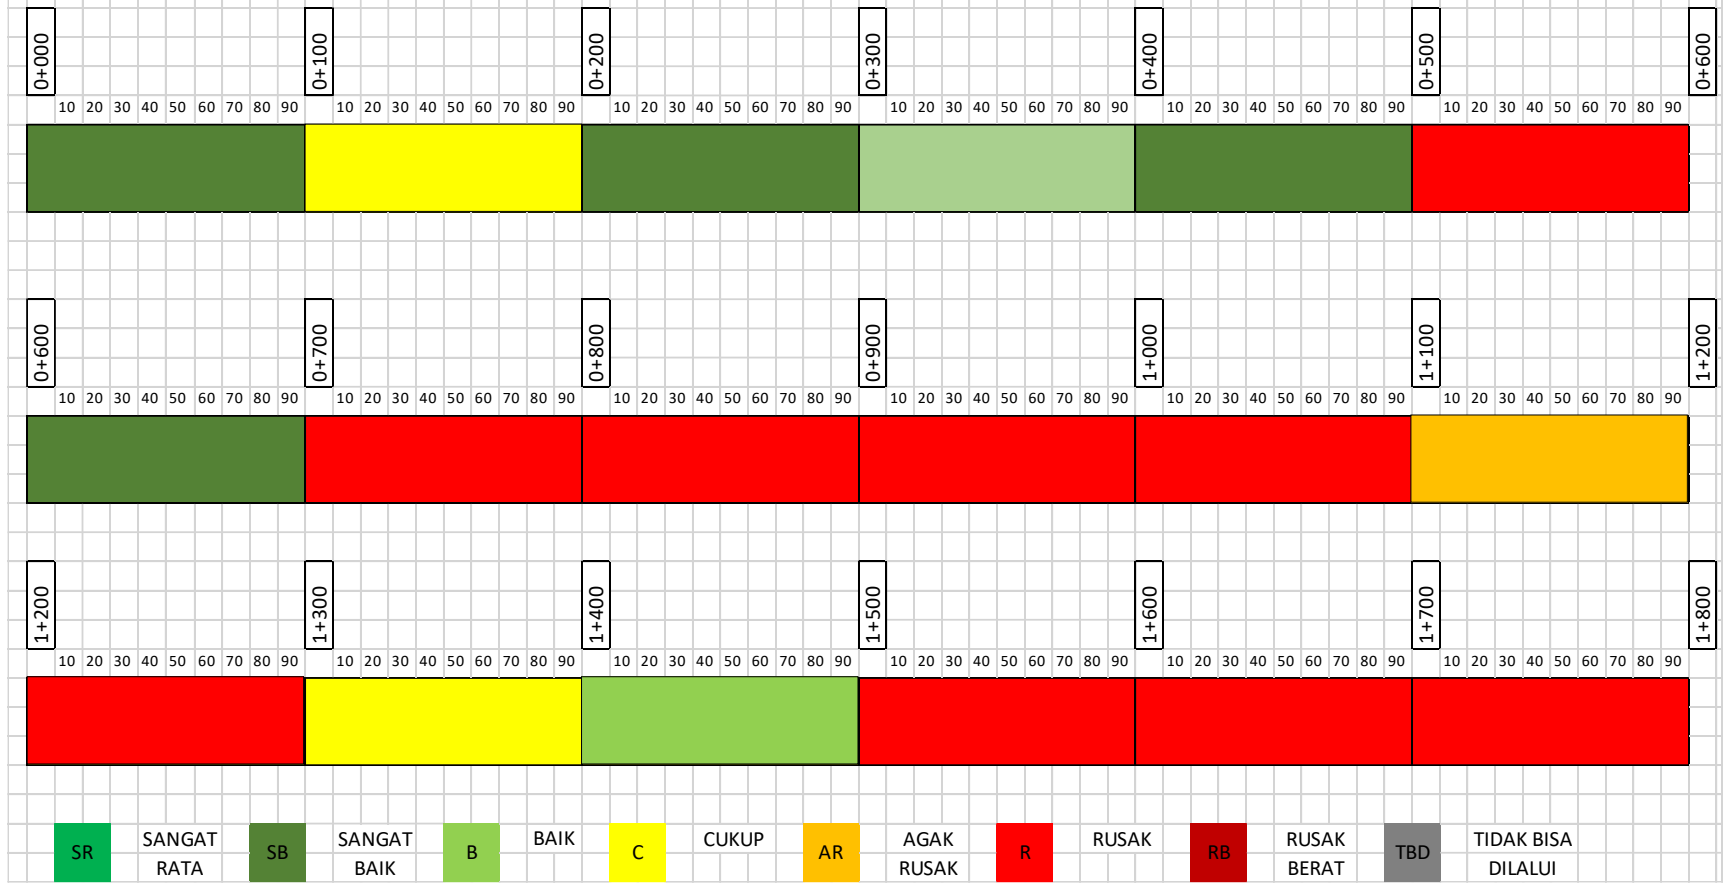 0+000 0+100 0+200 0+300 0+400 0+500 0+600
10 20 30 40 50 60 70 80 90 10 20 30 40 50 60 70 80 90 10 20 30 40 50 60 70 80 90 10 20 30 40 50 60 70 80 90 10 20 30 40 50 60 70 80 90 10 20 30 40 50 60 70 80 90
0+600 0+700 0+800 0+900 1+000 1+100 1+200
10 20 30 40 50 60 70 80 90 10 20 30 40 50 60 70 80 90 10 20 30 40 50 60 70 80 90 10 20 30 40 50 60 70 80 90 10 20 30 40 50 60 70 80 90 10 20 30 40 50 60 70 80 90
1+200 1+300 1+400 1+500 1+600 1+700 1+800
10 20 30 40 50 60 70 80 90 10 20 30 40 50 60 70 80 90 10 20 30 40 50 60 70 80 90 10 20 30 40 50 60 70 80 90 10 20 30 40 50 60 70 80 90 10 20 30 40 50 60 70 80 90
SR
SANGAT
RATA
SB
SANGAT
BAIK
B
BAIK
C
CUKUP
AR
AGAK
RUSAK
R
RUSAK
RB
RUSAK
BERAT
TBD
TIDAK BISA
DILALUI